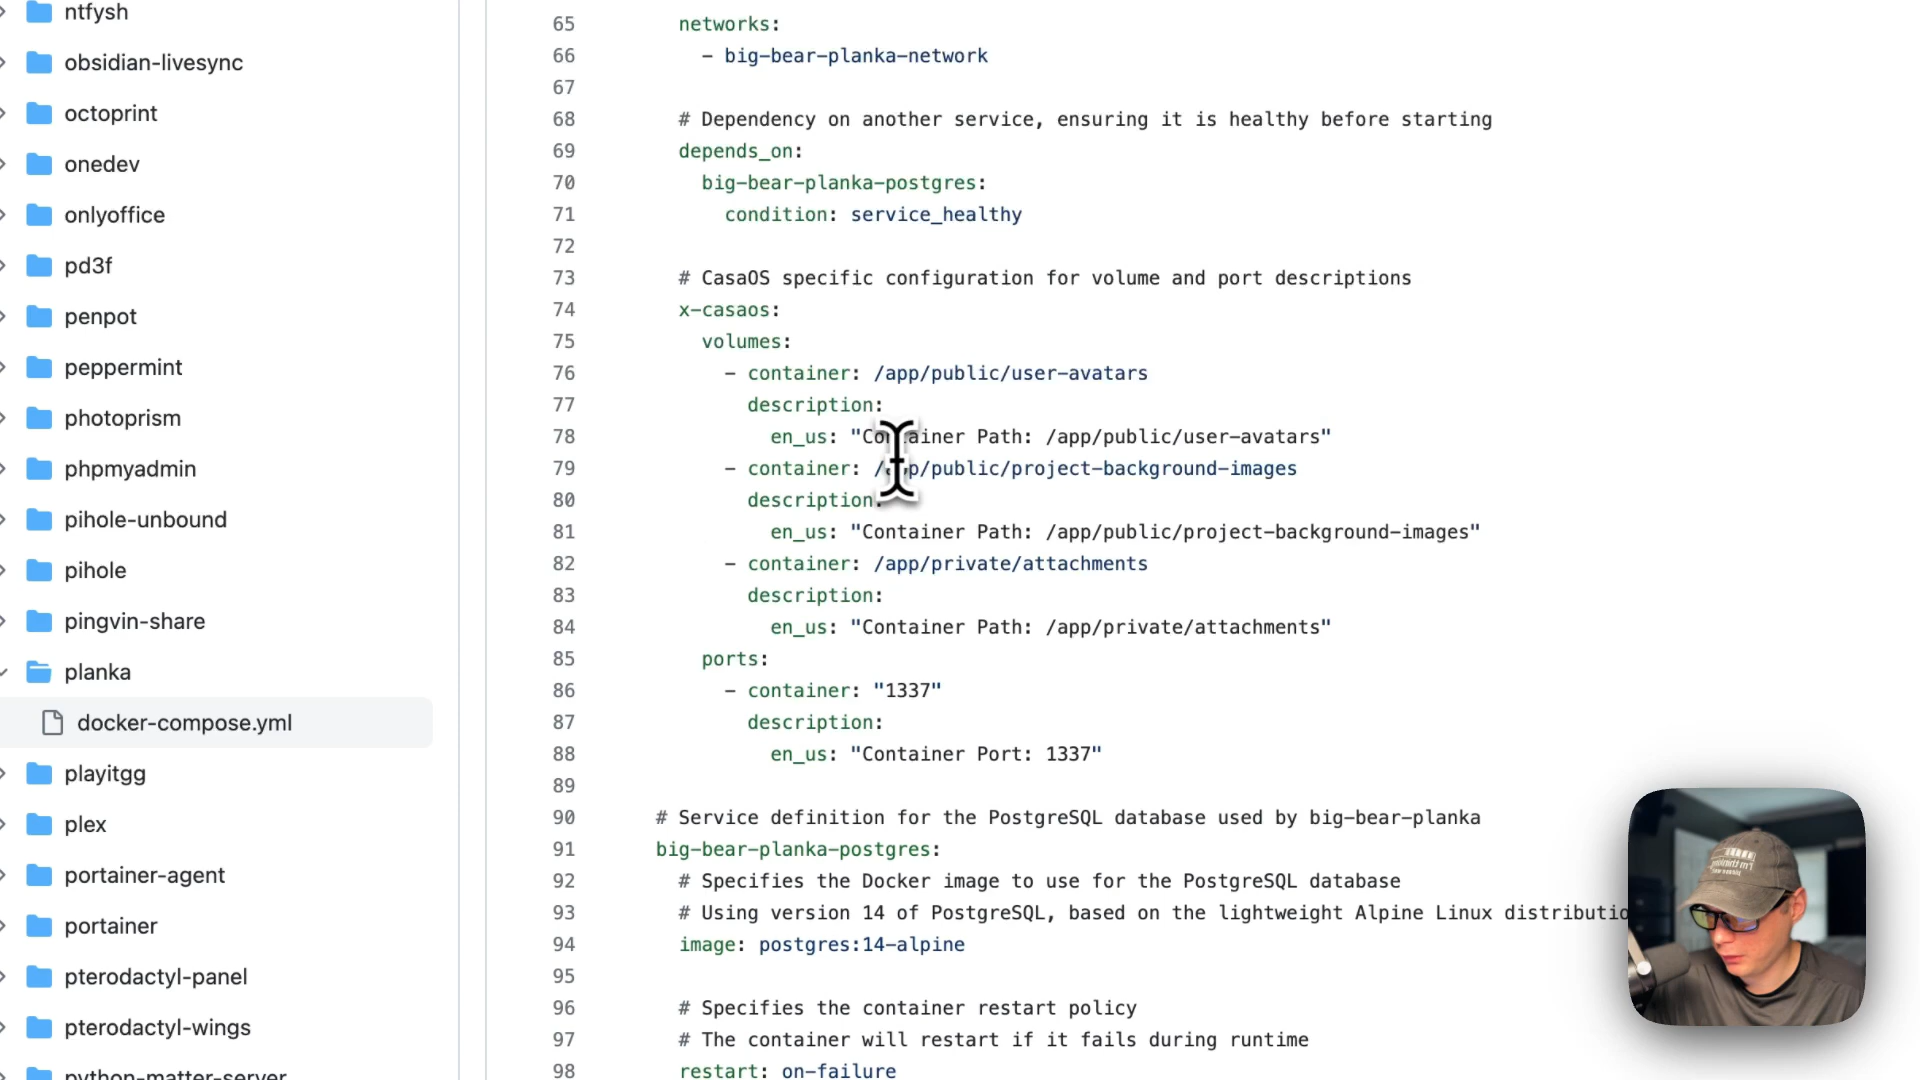 ntfysh
obsidian-livesync
octoprint
onedev
onlyoffice
pd3f
penpot
peppermint
photoprism
phpmyadmin
pihole-unbound
pihole
pingvin-share
planka
docker-compose.yml
playitgg
plex
portainer-agent
portainer
pterodactyl-panel
pterodactyl-wings
python-matter-server
65 networks:
66 - big-bear-planka-network
67
68 # Dependency on another service, ensuring it is healthy before starting
69 depends_on:
70 big-bear-planka-postgres:
71 condition: service_healthy
72
73 # CasaOS specific configuration for volume and port descriptions
74 x-casaos:
75 volumes:
76 - container: /app/public/user-avatars
77 description:
78 en_us: "Container Path: /app/public/user-avatars"
79 - container: /app/public/project-background-images
80 description:
81 en_us: "Container Path: /app/public/project-background-images"
82 - container: /app/private/attachments
83 description:
84 en_us: "Container Path: /app/private/attachments"
85 ports:
86 - container: "1337"
87 description:
88 en_us: "Container Port: 1337"
89
90 # Service definition for the PostgreSQL database used by big-bear-planka
91 big-bear-planka-postgres:
92 # Specifies the Docker image to use for the PostgreSQL database
93 # Using version 14 of PostgreSQL, based on the lightweight Alpine Linux distributio
94 image: postgres:14-alpine
95
96 # Specifies the container restart policy
97 # The container will restart if it fails during runtime
98 restart: on-failure